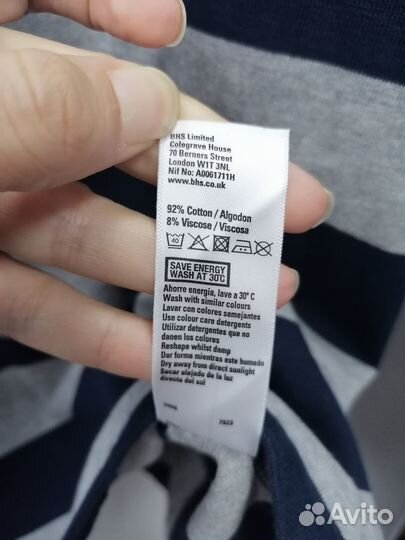 BHS Limited
Colegrave House
70 Berners Street
London W1T 3NL
Nif No: A0061711H
www.bhs.co.uk
92% Cotton / Algodon
8% Viscose / Viscosa
40
SAVE ENERGY
WASH AT 30°C
Ahorre energía, lave a 30° C
Wash with similar colours
Lavar con colores semejantes
Use colour care detergents
Utilizar detergentes que no
danan los colores
Reshape whilst damp
Dar forma mientras este humedo
Dry away from direct sunlight
Secar alejado de la luz
directa del sol
Avito